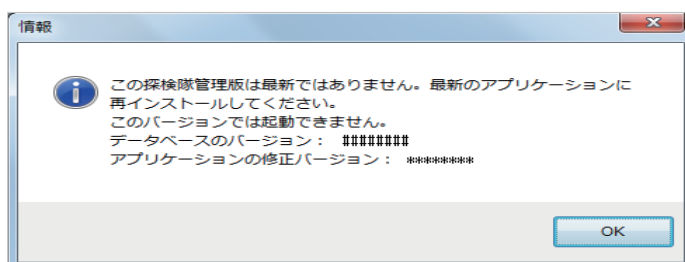 情報
この探検隊管理版は最新ではありません。最新のアプリケーションに
再インストールしてください。
このバージョンでは起動できません。
データベースのバージョン： ########
アプリケーションの修正バージョン： ********
OK